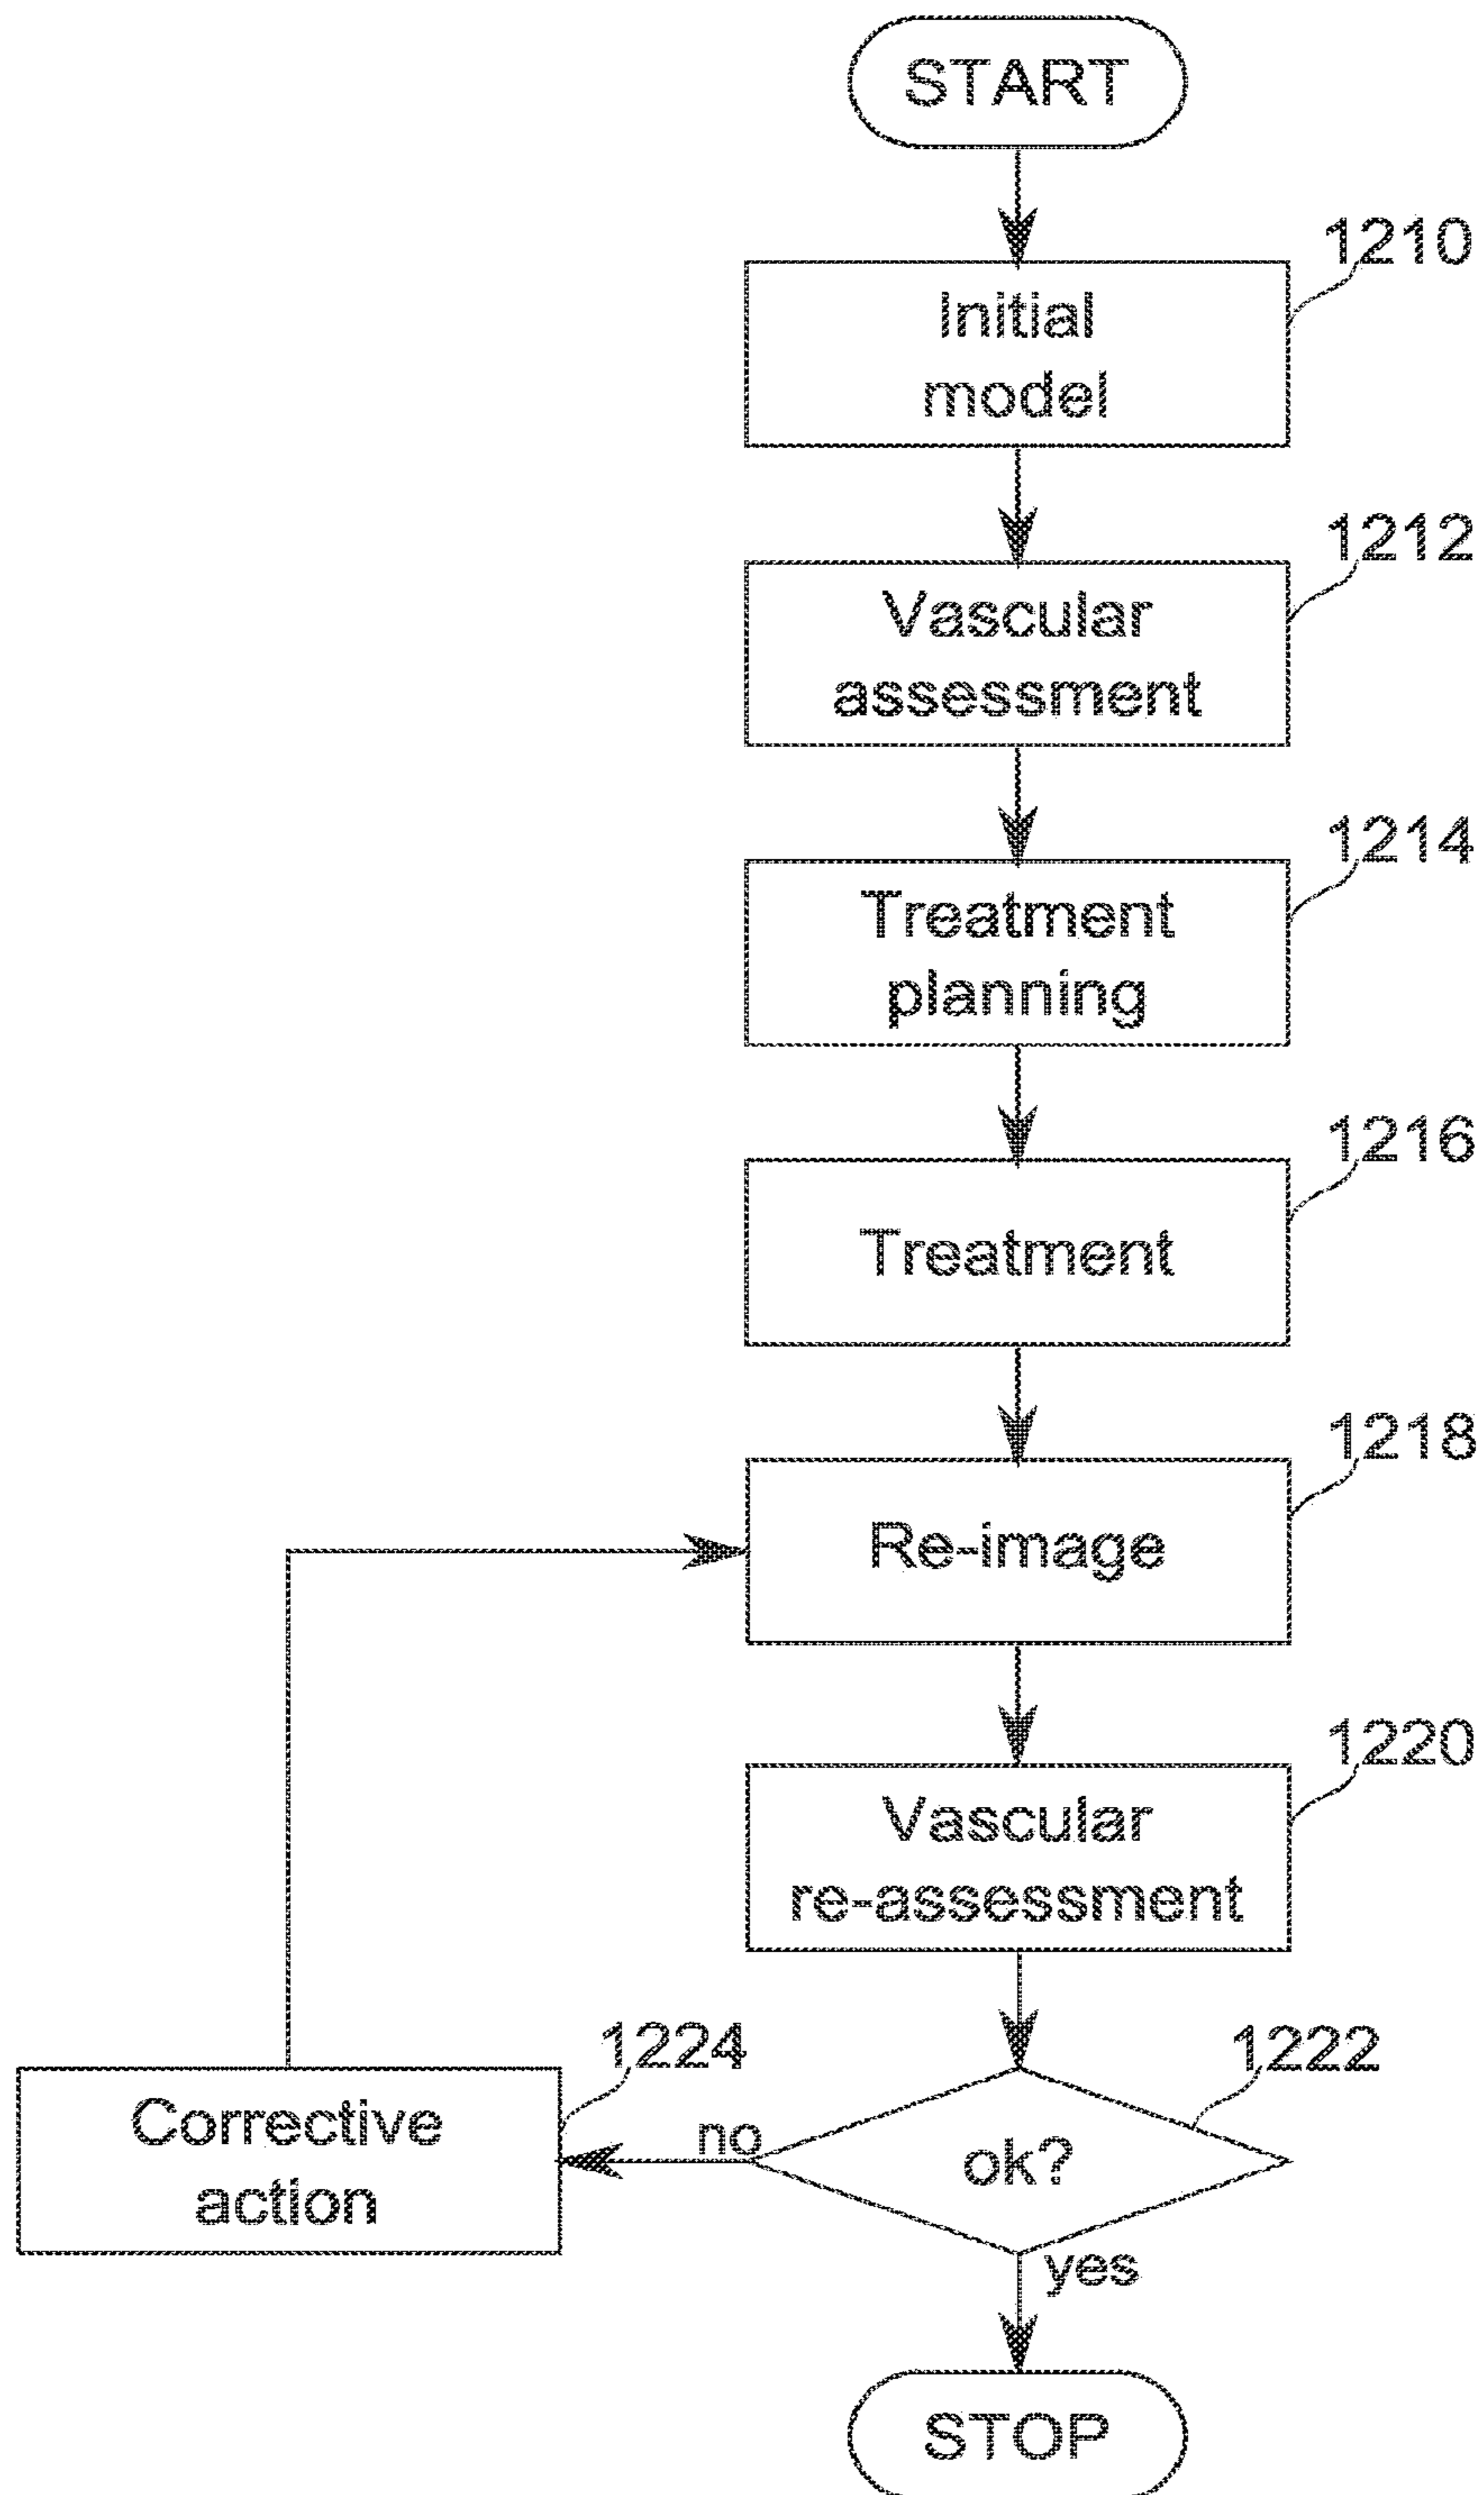 START
1210
Initial
model
1212
Vascular
assessment
1214
Treatment
planning
1216
Treatment
1218
Re-image
1220
Vascular
re-assessment
1224
1222
Corrective
action
no
ok?
yes
STOP